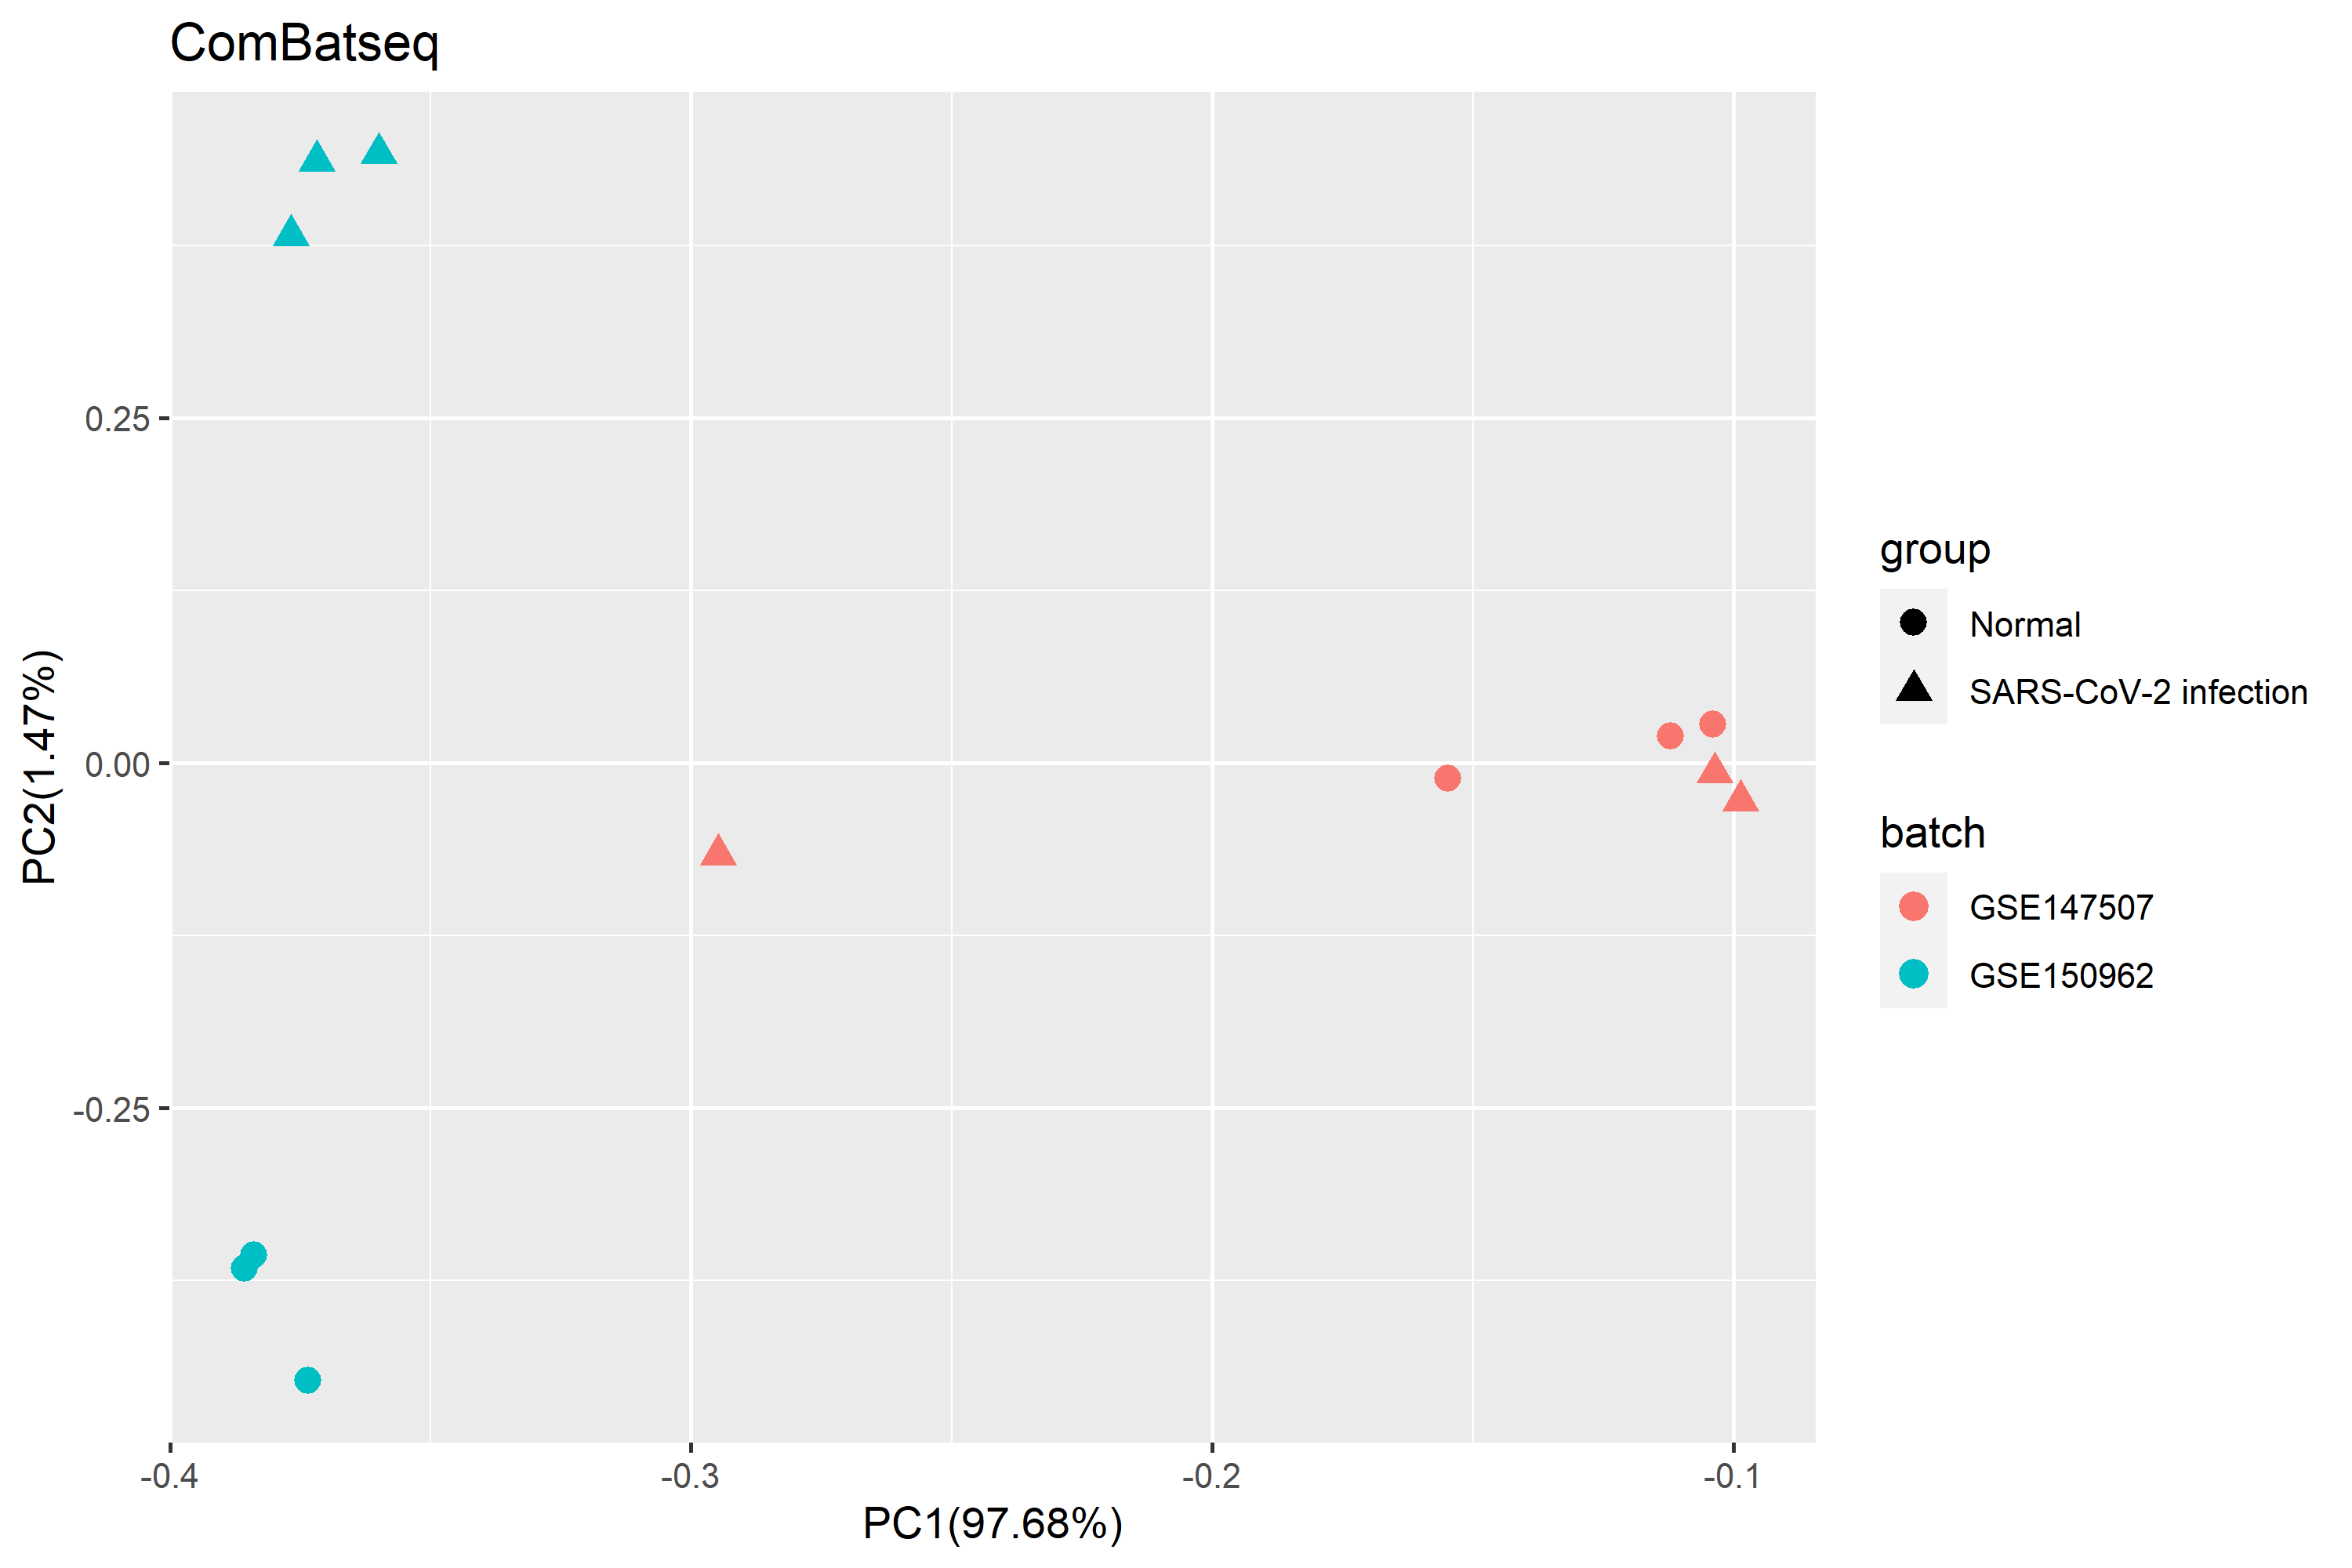 ComBatseq
0.25
0.00
-0.25
PC2(1.47%)
-0.4
-0.3
-0.2
-0.1
PC1(97.68%)
group
Normal
SARS-CoV-2 infection
batch
GSE147507
GSE150962